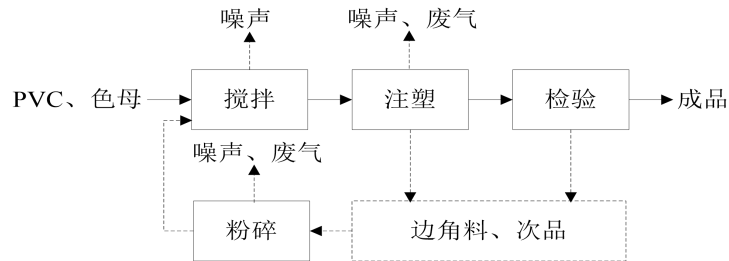 噪声
噪声、废气
PVC、色母
搅拌
注塑
检验
成品
噪声、废气
粉碎
边角料、次品